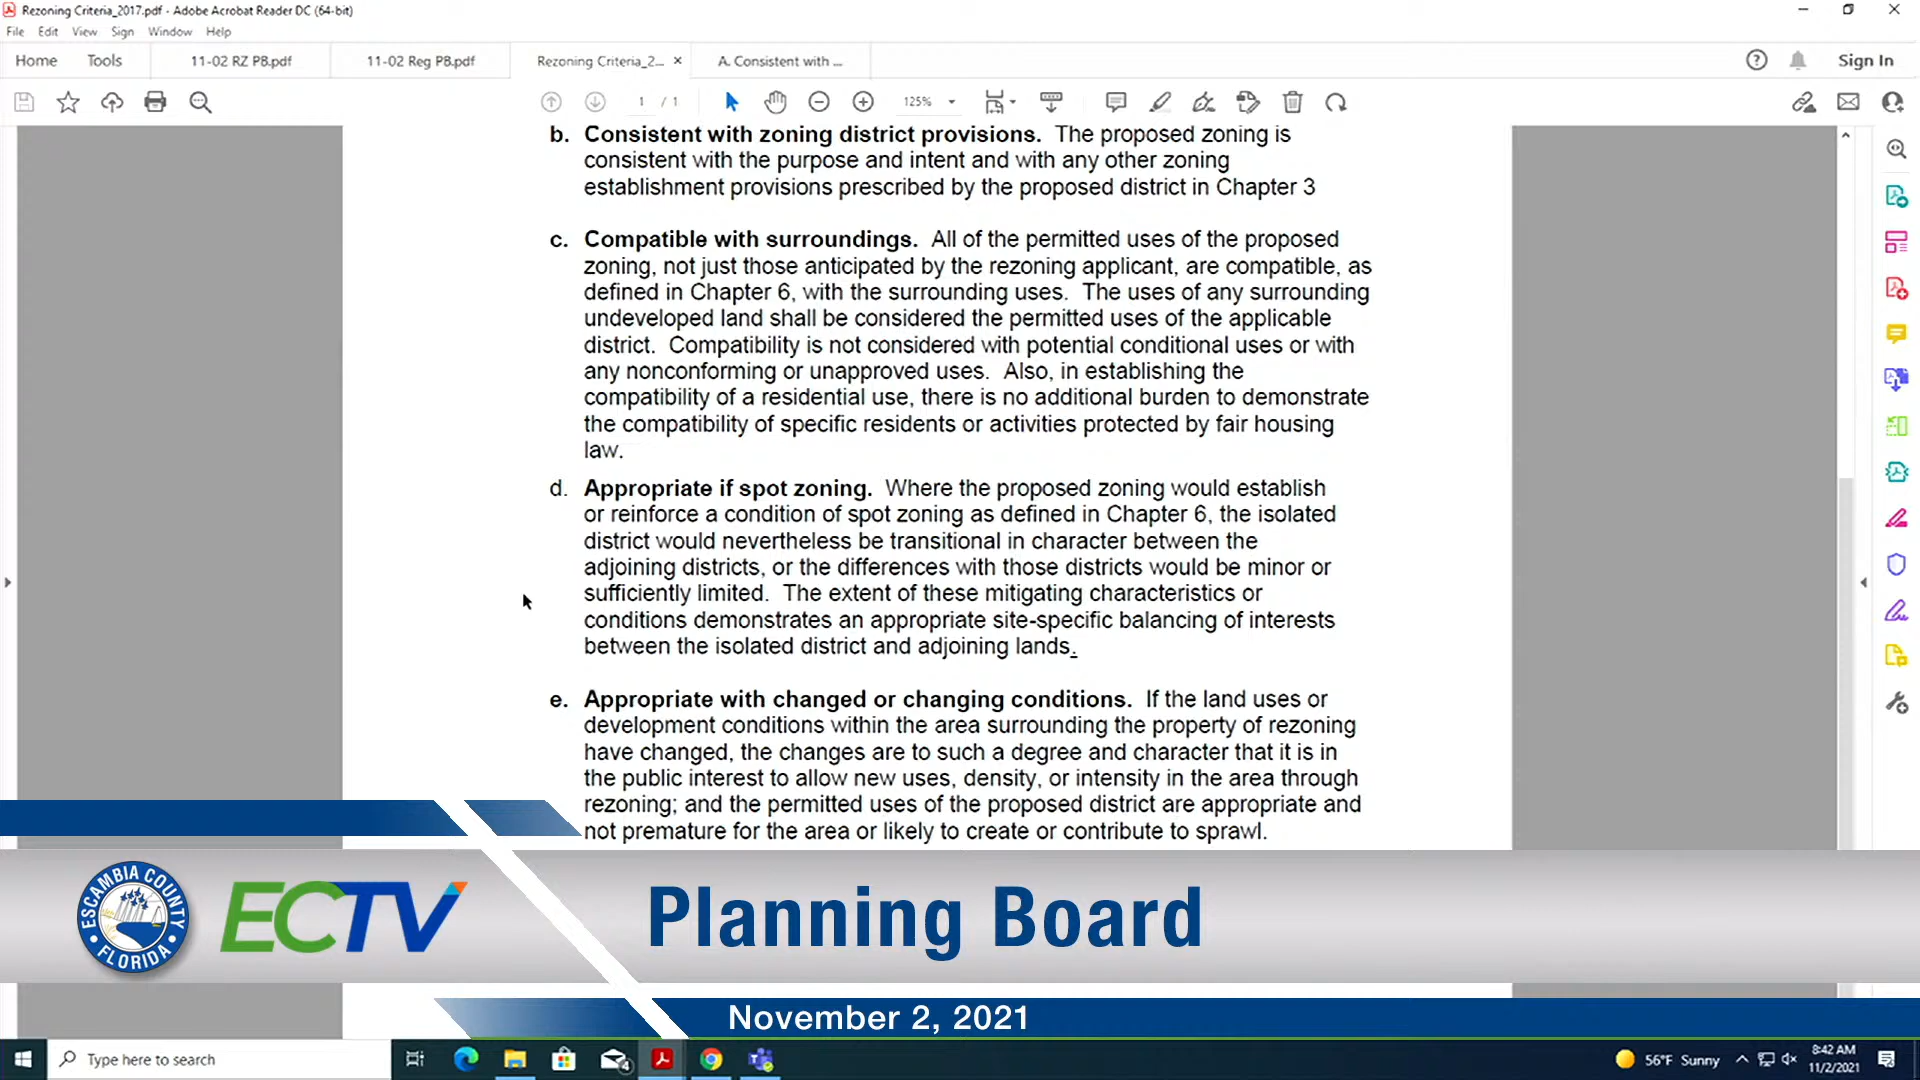 Rezoning Criteria_2017.pdf - Adobe Acrobat Reader DC (64-bit)
File Edit View Sign Window Help
Home Tools 11-02 RZ PB.pdf 11-02 Reg PB.pdf Rezoning Criteria_2... × A. Consistent with ... Sign In
1 / 1 125%
b. Consistent with zoning district provisions. The proposed zoning is
consistent with the purpose and intent and with any other zoning
establishment provisions prescribed by the proposed district in Chapter 3
c. Compatible with surroundings. All of the permitted uses of the proposed
zoning, not just those anticipated by the rezoning applicant, are compatible, as
defined in Chapter 6, with the surrounding uses. The uses of any surrounding
undeveloped land shall be considered the permitted uses of the applicable
district. Compatibility is not considered with potential conditional uses or with
any nonconforming or unapproved uses. Also, in establishing the
compatibility of a residential use, there is no additional burden to demonstrate
the compatibility of specific residents or activities protected by fair housing
law.
d. Appropriate if spot zoning. Where the proposed zoning would establish
or reinforce a condition of spot zoning as defined in Chapter 6, the isolated
district would nevertheless be transitional in character between the
adjoining districts, or the differences with those districts would be minor or
sufficiently limited. The extent of these mitigating characteristics or
conditions demonstrates an appropriate site-specific balancing of interests
between the isolated district and adjoining lands.
e. Appropriate with changed or changing conditions. If the land uses or
development conditions within the area surrounding the property of rezoning
have changed, the changes are to such a degree and character that it is in
the public interest to allow new uses, density, or intensity in the area through
rezoning; and the permitted uses of the proposed district are appropriate and
not premature for the area or likely to create or contribute to sprawl.
ESCAMBIA COUNTY
FLORIDA
ECTV
Planning Board
November 2, 2021
Type here to search
4
56°F Sunny
8:42 AM
11/2/2021